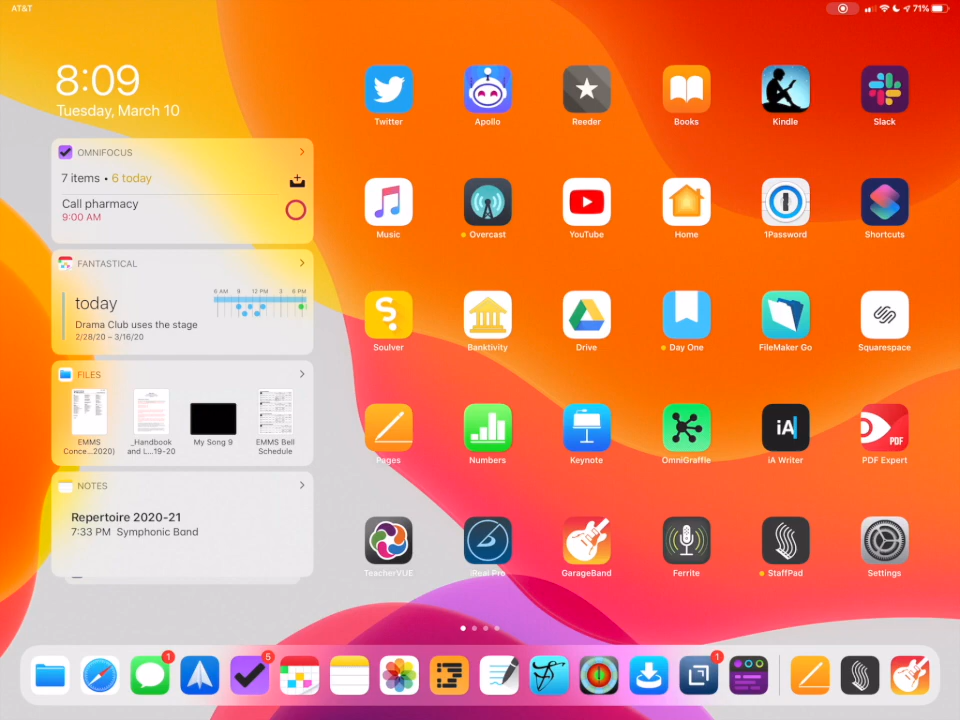 AT&T
71%
8:09
Tuesday, March 10
OMNIFOCUS
7 items • 6 today
Call pharmacy
9:00 AM
FANTASTICAL
today
6 AM 9 12 PM 3 6 PM
Drama Club uses the stage
2/28/20 – 3/16/20
FILES
EMMS
Conce...2020)
_Handbook
and L...19-20
My Song 9
EMMS Bell
Schedule
NOTES
Repertoire 2020-21
7:33 PM Symphonic Band
Twitter
Apollo
Reeder
Books
Kindle
Slack
Music
Overcast
YouTube
Home
1Password
Shortcuts
Soulver
Banktivity
Drive
Day One
FileMaker Go
Squarespace
Pages
Numbers
Keynote
OmniGraffle
iA
iA Writer
PDF
PDF Expert
TeacherVUE
iReal Pro
GarageBand
Ferrite
StaffPad
Settings
1
5
1